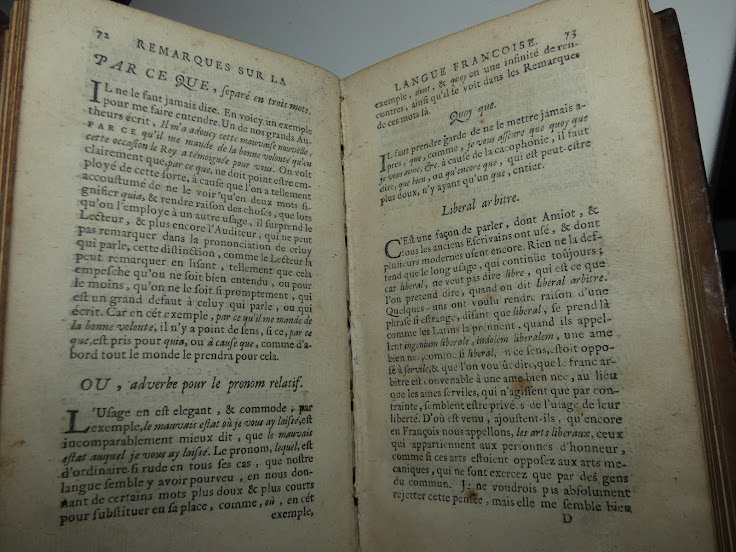 72
REMARQUES SUR LA
PAR CE QUE, ſeparé en trois mots.
IL ne le faut jamais dire. En voicy un exemple
pour me faire entendre. Un de nos grands Au-
theurs écrit, Il m'a adoucy cette mauvaiſe nouvelle,
PAR CE qu'il me mande de la bonne volonté qu'en
cette occaſion le Roy a témoignée pour vous. On voit
clairement que par ce que, ne doit point eſtre em-
ployé de cette ſorte, à cauſe que l'on a tellement
accouſtumé de ne le voir qu'en deux mots ſi-
gnifier quia, & rendre raiſon des choſes, que lors
qu'on l'employe à un autre uſage, il ſurprend le
Lecteur, & plus encore l'Auditeur, qui ne peut
pas remarquer dans la prononciation de celuy
qui parle, cette diſtinction, comme le Lecteur la
peut remarquer en liſant, tellement que cela
empeſche qu'on ne ſoit bien entendu, ou pour
le moins, qu'on ne le ſoit ſi promptement, qui
eſt un grand defaut à celuy qui parle, ou qui
écrit. Car en cét exemple, par ce qu'il me mande de
la bonne volonté, il n'y a point de ſens, ſi ce, par ce
que, eſt pris pour quia, ou à cauſe que, comme d'a-
bord tout le monde le prendra pour cela.
OU, adverbe pour le pronom relatif.
L'Uſage en eſt elegant, & commode, par
exemple, le mauvais eſtat où je vous ay laiſſé, eſt
incomparablement mieux dit, que le mauvais
eſtat auquel je vous ay laiſſé. Le pronom, lequel, eſt
d'ordinaire ſi rude en tous ſes cas, que noſtre
langue ſemble y avoir pourveu, en nous don-
nant de certains mots plus doux & plus courts
pour ſubſtituer en ſa place, comme, où, en cét
exemple,
LANGUE FRANCOISE. 73
exemple, dont, & quoy en une infinité de ren-
contres, ainſi qu'il ſe voit dans les Remarques
de ces mots là.
Quoy que.
IL faut prendre garde de ne le mettre jamais a-
prés, que, comme, je vous aſſeure que quoy que
je vous aime, &c. à cauſe de la cacophonie, il faut
dire, que bien, ou qu'encore que, qui eſt peut-eſtre
plus doux, n'y ayant qu'un que, entier.
Liberal arbitre.
C'Eſt une façon de parler, dont Amiot, &
tous les anciens Eſcrivains ont uſé, & dont
pluſieurs modernes uſent encore. Rien ne la def-
fend que le long uſage, qui continüe toujours;
car liberal, ne veut pas dire libre, qui eſt ce que
l'on pretend dire, quand on dit liberal arbitre.
Quelques-uns ont voulu rendre raiſon d'une
phraſe ſi eſtrange, diſant que liberal, ſe prend là
comme les Latins la prennent, quand ils appel-
lent ingenium liberale, indolem liberalem, une ame
bien née, comme ſi liberal, en ce ſens, eſtoit oppo-
ſé à ſervile, & que l'on vouluſt dire, que le franc ar-
bitre eſt convenable à une ame bien née, au lieu
que les ames ſerviles, qui n'agiſſent que par con-
trainte, ſemblent eſtre privées de l'uſage de leur
liberté. D'où eſt venu, ajouſtent-ils, qu'encore
en François nous appellons, les arts liberaux, ceux
qui appartiennent aux perſonnes d'honneur,
comme ſi ces arts eſtoient oppoſez aux arts me-
caniques, qui ne ſont exercez que par des gens
du commun. Je ne voudrois pas abſolument
rejetter cette penſée, mais elle me ſemble bien
D